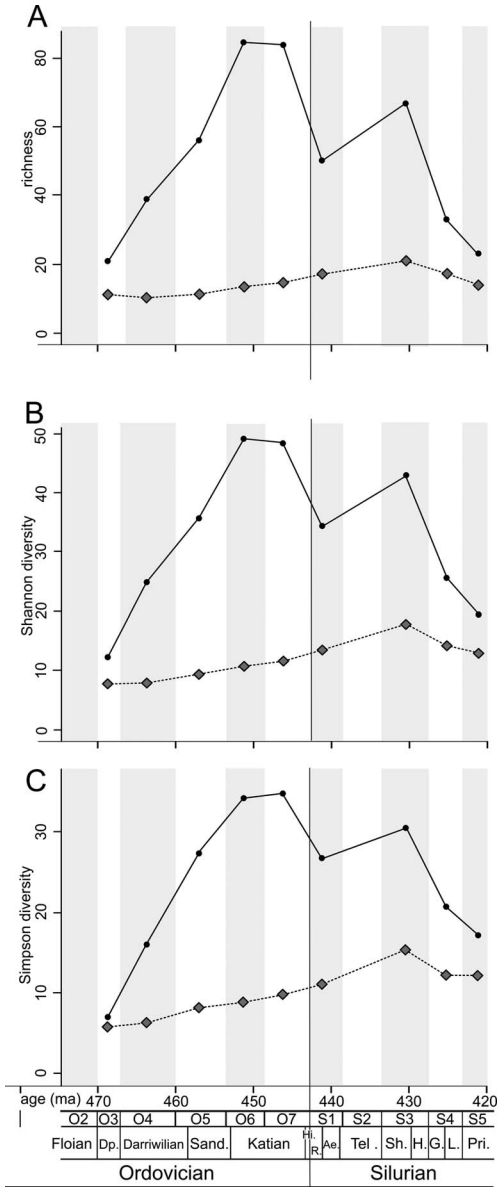 A
80
60
40
20
0
richness
B
50
40
30
20
10
0
Shannon diversity
C
30
20
10
0
Simpson diversity
age (ma) 470 460 450 440 430 420
O2 O3 O4 O5 O6 O7 S1 S2 S3 S4 S5
Floian Dp. Darriwilian Sand. Katian Hi. R. Ae. Tel . Sh. H. G. L. Pri.
Ordovician Silurian